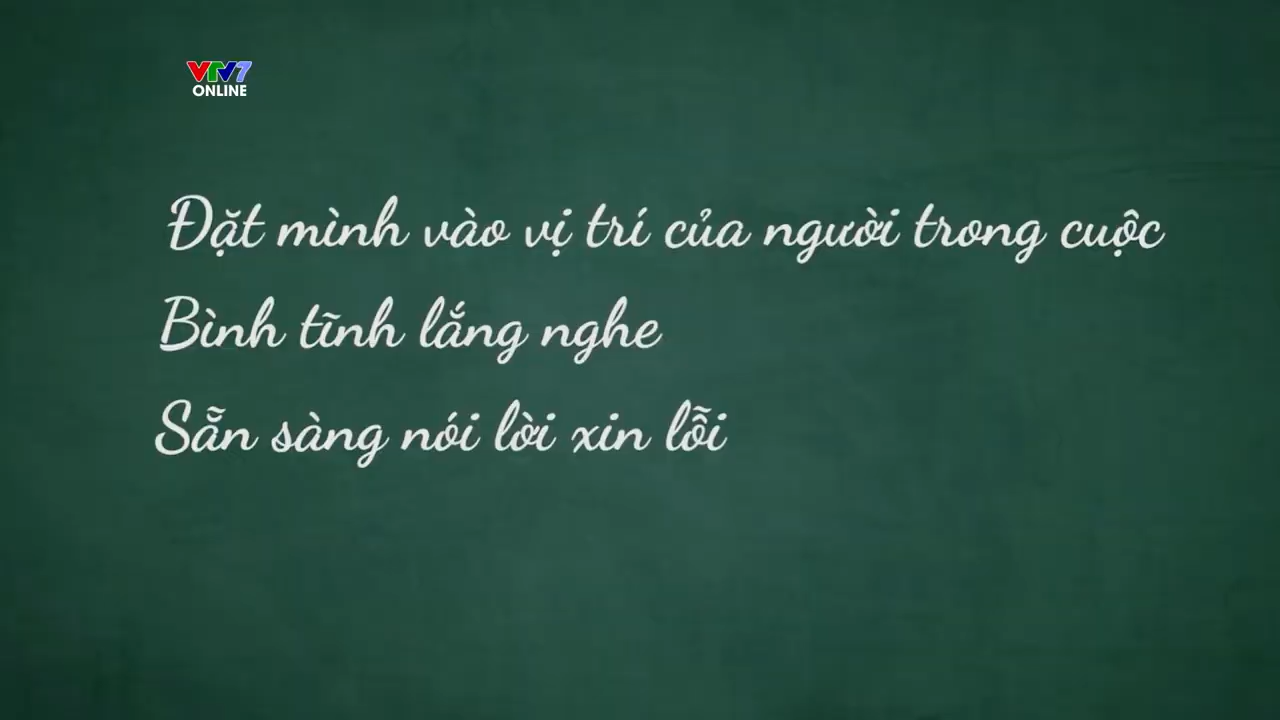 VTV7
ONLINE
Đặt mình vào vị trí của người trong cuộc
Bình tĩnh lắng nghe
Sẵn sàng nói lời xin lỗi